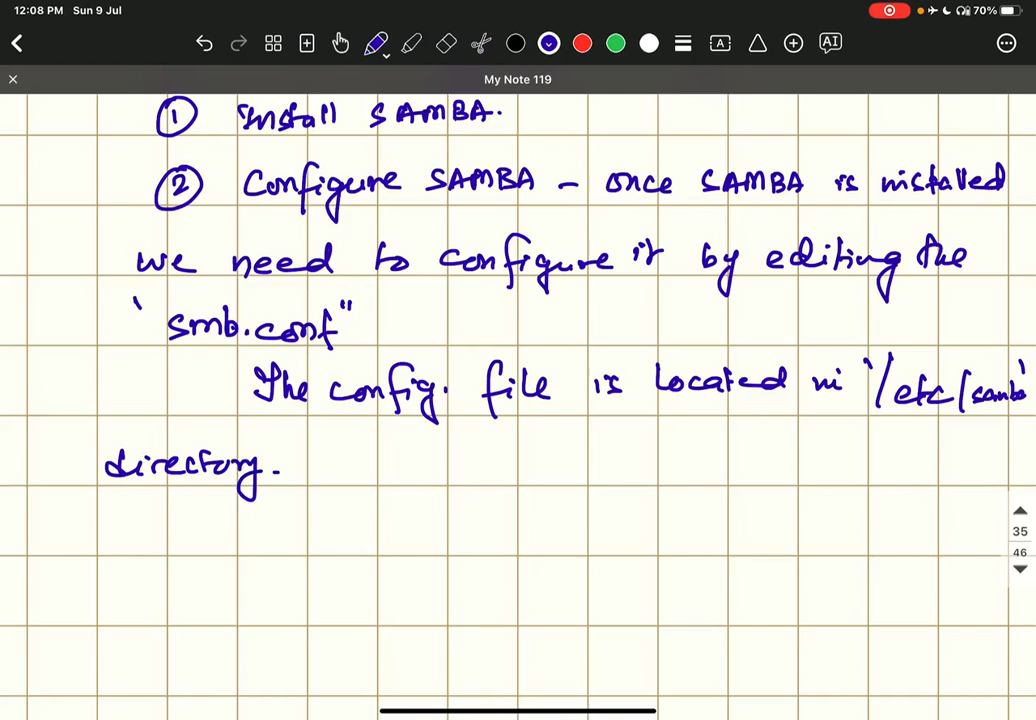 12:08 PM Sun 9 Jul 70%
A AI
My Note 119
① Install SAMBA.
② Configure SAMBA - once SAMBA is installed
we need to configure it by editing the
'smb.conf"
The config. file is located in '/etc/samba'
directory.
35
46